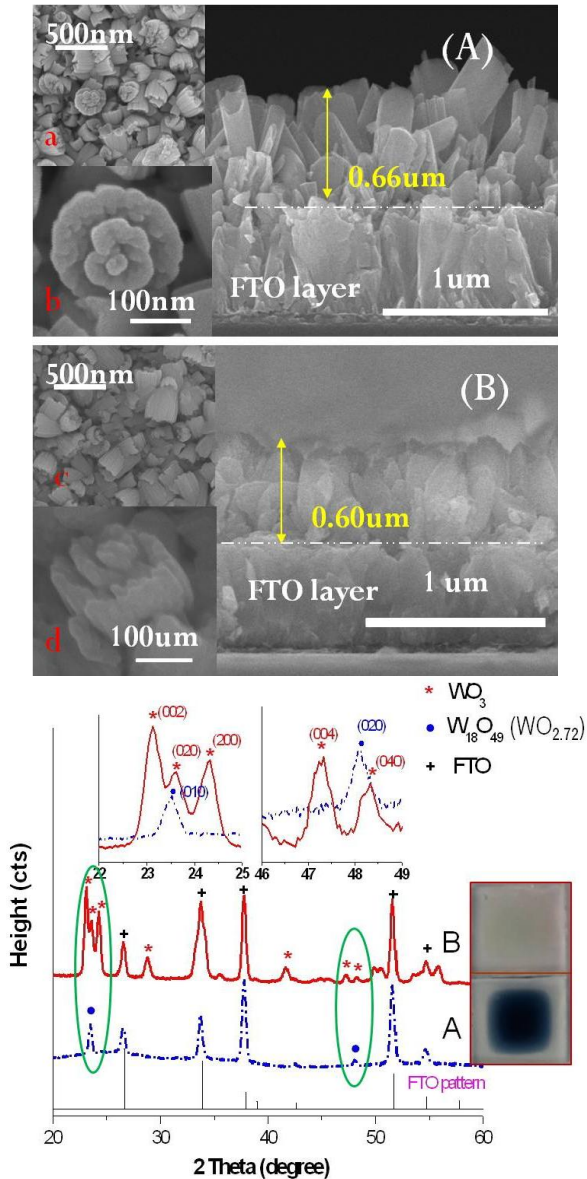 500nm
(A)
a
0.66um
b
100nm
FTO layer
1um
500nm
(B)
c
0.60um
d
100um
FTO layer
1 um
* WO3
• W18O49 (WO2.72)
+ FTO
* (002)
(020)
* (200)
*
(010)
22 23 24 25
(004)
*
(020)
(040)
*
46 47 48 49
Height (cts)
* * *
+
*
+
+
*
* *
+
+
B
A
FTO pattern
20 30 40 50 60
2 Theta (degree)